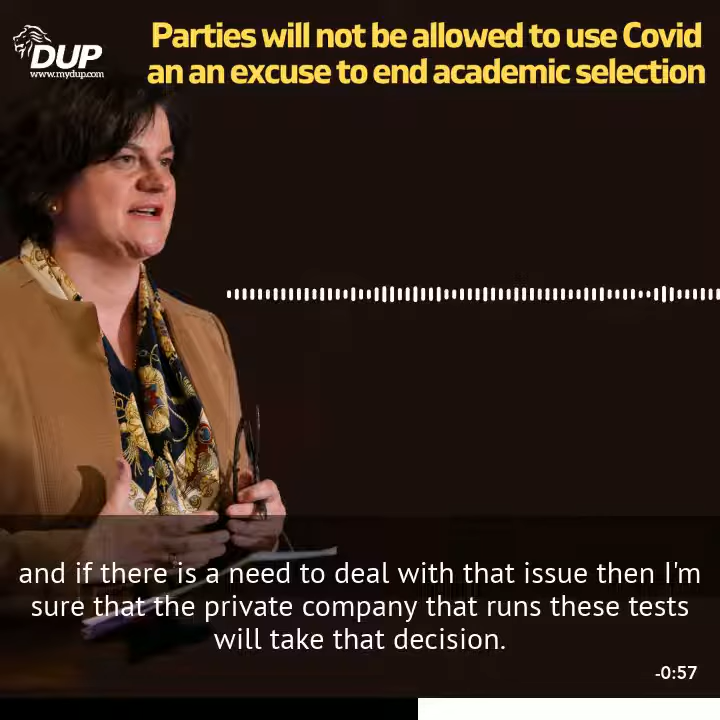 DUP
www.mydup.com
Parties will not be allowed to use Covid
an an excuse to end academic selection
and if there is a need to deal with that issue then I'm
sure that the private company that runs these tests
will take that decision.
-0:57